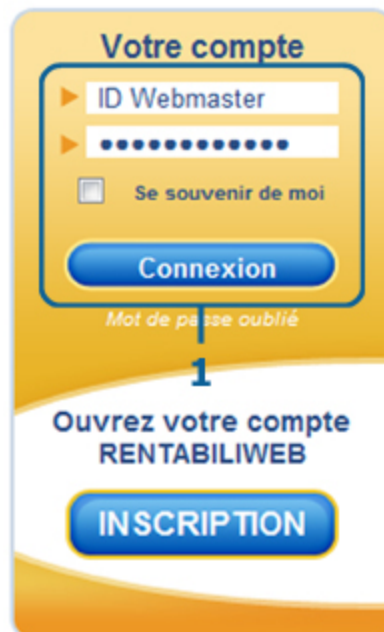 Votre compte
ID Webmaster
••••••••••••
Se souvenir de moi
Connexion
Mot de passe oublié
1
Ouvrez votre compte
RENTABILIWEB
INSCRIPTION